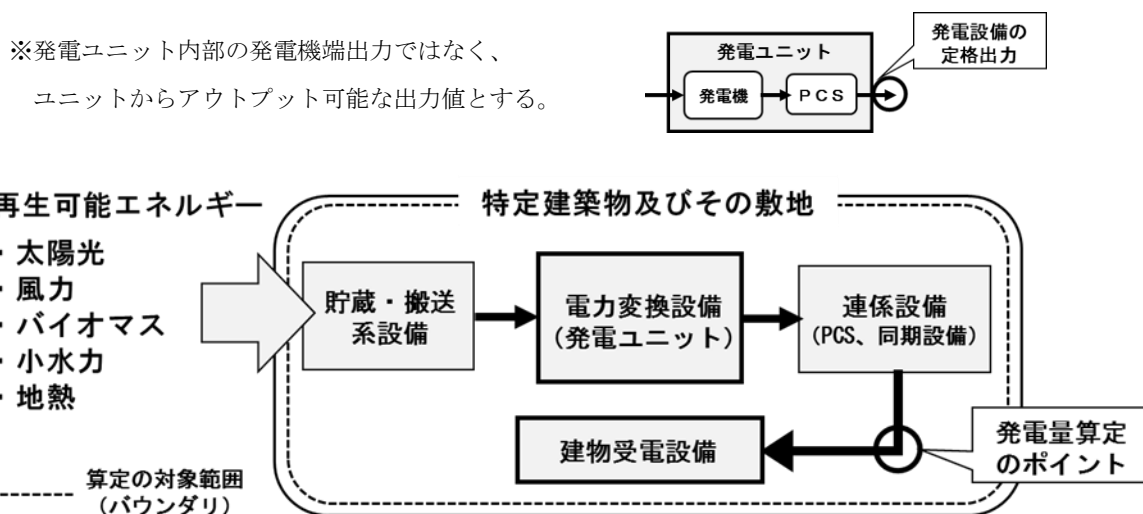 ※発電ユニット内部の発電機端出力ではなく、
ユニットからアウトプット可能な出力値とする。
発電ユニット
発電機
PCS
発電設備の
定格出力
再生可能エネルギー
・太陽光
・風力
・バイオマス
・小水力
・地熱
特定建築物及びその敷地
貯蔵・搬送
系設備
電力変換設備
(発電ユニット)
連係設備
(PCS、同期設備)
建物受電設備
発電量算定
のポイント
算定の対象範囲
(バウンダリ)